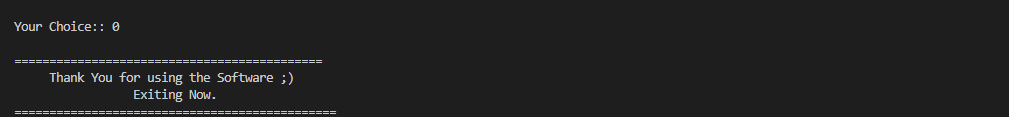 Your Choice:: 0
============================================
Thank You for using the Software ;)
Exiting Now.
==============================================